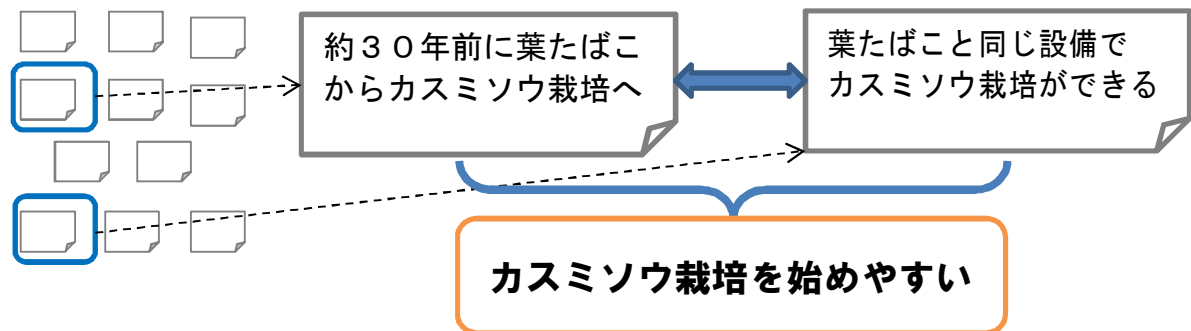 約３０年前に葉たばこ
からカスミソウ栽培へ
葉たばこと同じ設備で
カスミソウ栽培ができる
カスミソウ栽培を始めやすい